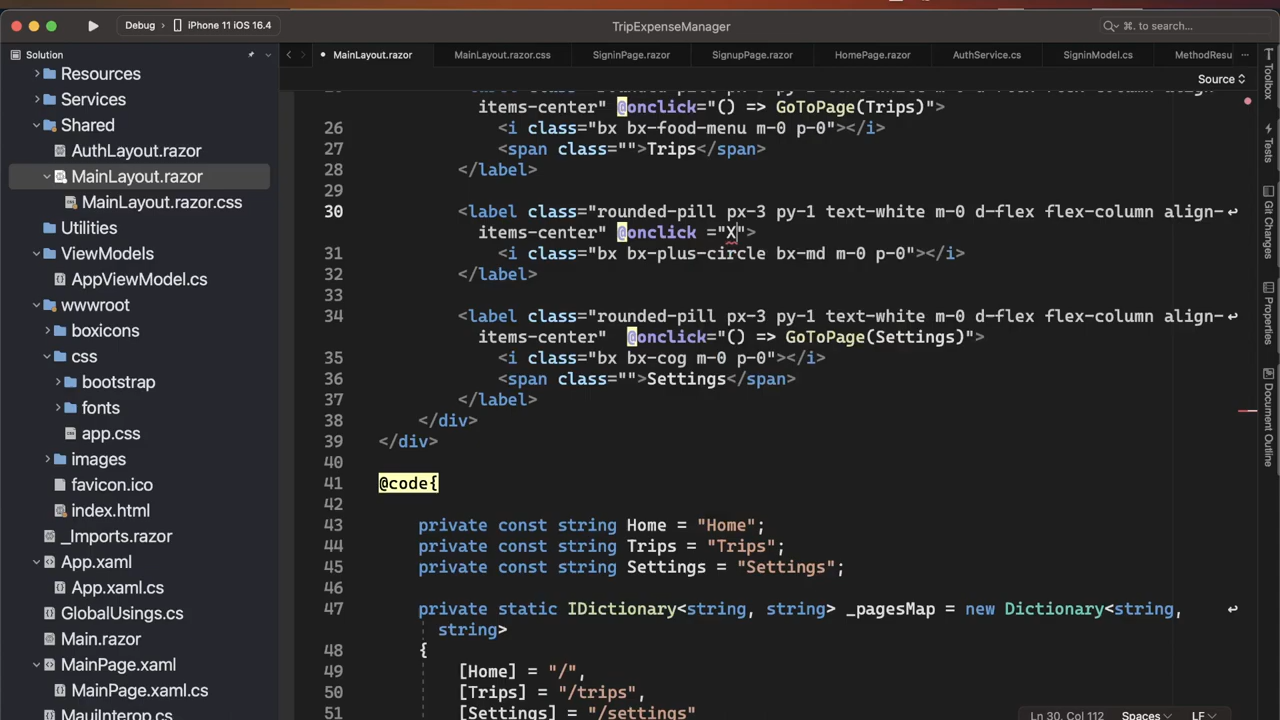 Debug
iPhone 11 iOS 16.4
TripExpenseManager
⌘. to search...
Solution
MainLayout.razor
MainLayout.razor.css
SigninPage.razor
SignupPage.razor
HomePage.razor
AuthService.cs
SigninModel.cs
MethodResu
Source
Toolbox
Tests
Git Changes
Properties
Document Outline
Resources
Services
Shared
AuthLayout.razor
MainLayout.razor
MainLayout.razor.css
Utilities
ViewModels
AppViewModel.cs
wwwroot
boxicons
css
bootstrap
fonts
app.css
images
favicon.ico
index.html
_Imports.razor
App.xaml
App.xaml.cs
GlobalUsings.cs
Main.razor
MainPage.xaml
MainPage.xaml.cs
MauiInterop.cs
items-center" @onclick="() => GoToPage(Trips)">
26 <i class="bx bx-food-menu m-0 p-0"></i>
27 <span class="">Trips</span>
28 </label>
29
30 <label class="rounded-pill px-3 py-1 text-white m-0 d-flex flex-column align-
items-center" @onclick ="X">
31 <i class="bx bx-plus-circle bx-md m-0 p-0"></i>
32 </label>
33
34 <label class="rounded-pill px-3 py-1 text-white m-0 d-flex flex-column align-
items-center"  @onclick="() => GoToPage(Settings)">
35 <i class="bx bx-cog m-0 p-0"></i>
36 <span class="">Settings</span>
37 </label>
38 </div>
39 </div>
40
41 @code{
42
43 private const string Home = "Home";
44 private const string Trips = "Trips";
45 private const string Settings = "Settings";
46
47 private static IDictionary<string, string> _pagesMap = new Dictionary<string,
string>
48 {
49 [Home] = "/",
50 [Trips] = "/trips",
51 [Settings] = "/settings"
Ln 30, Col 112
Spaces
LF